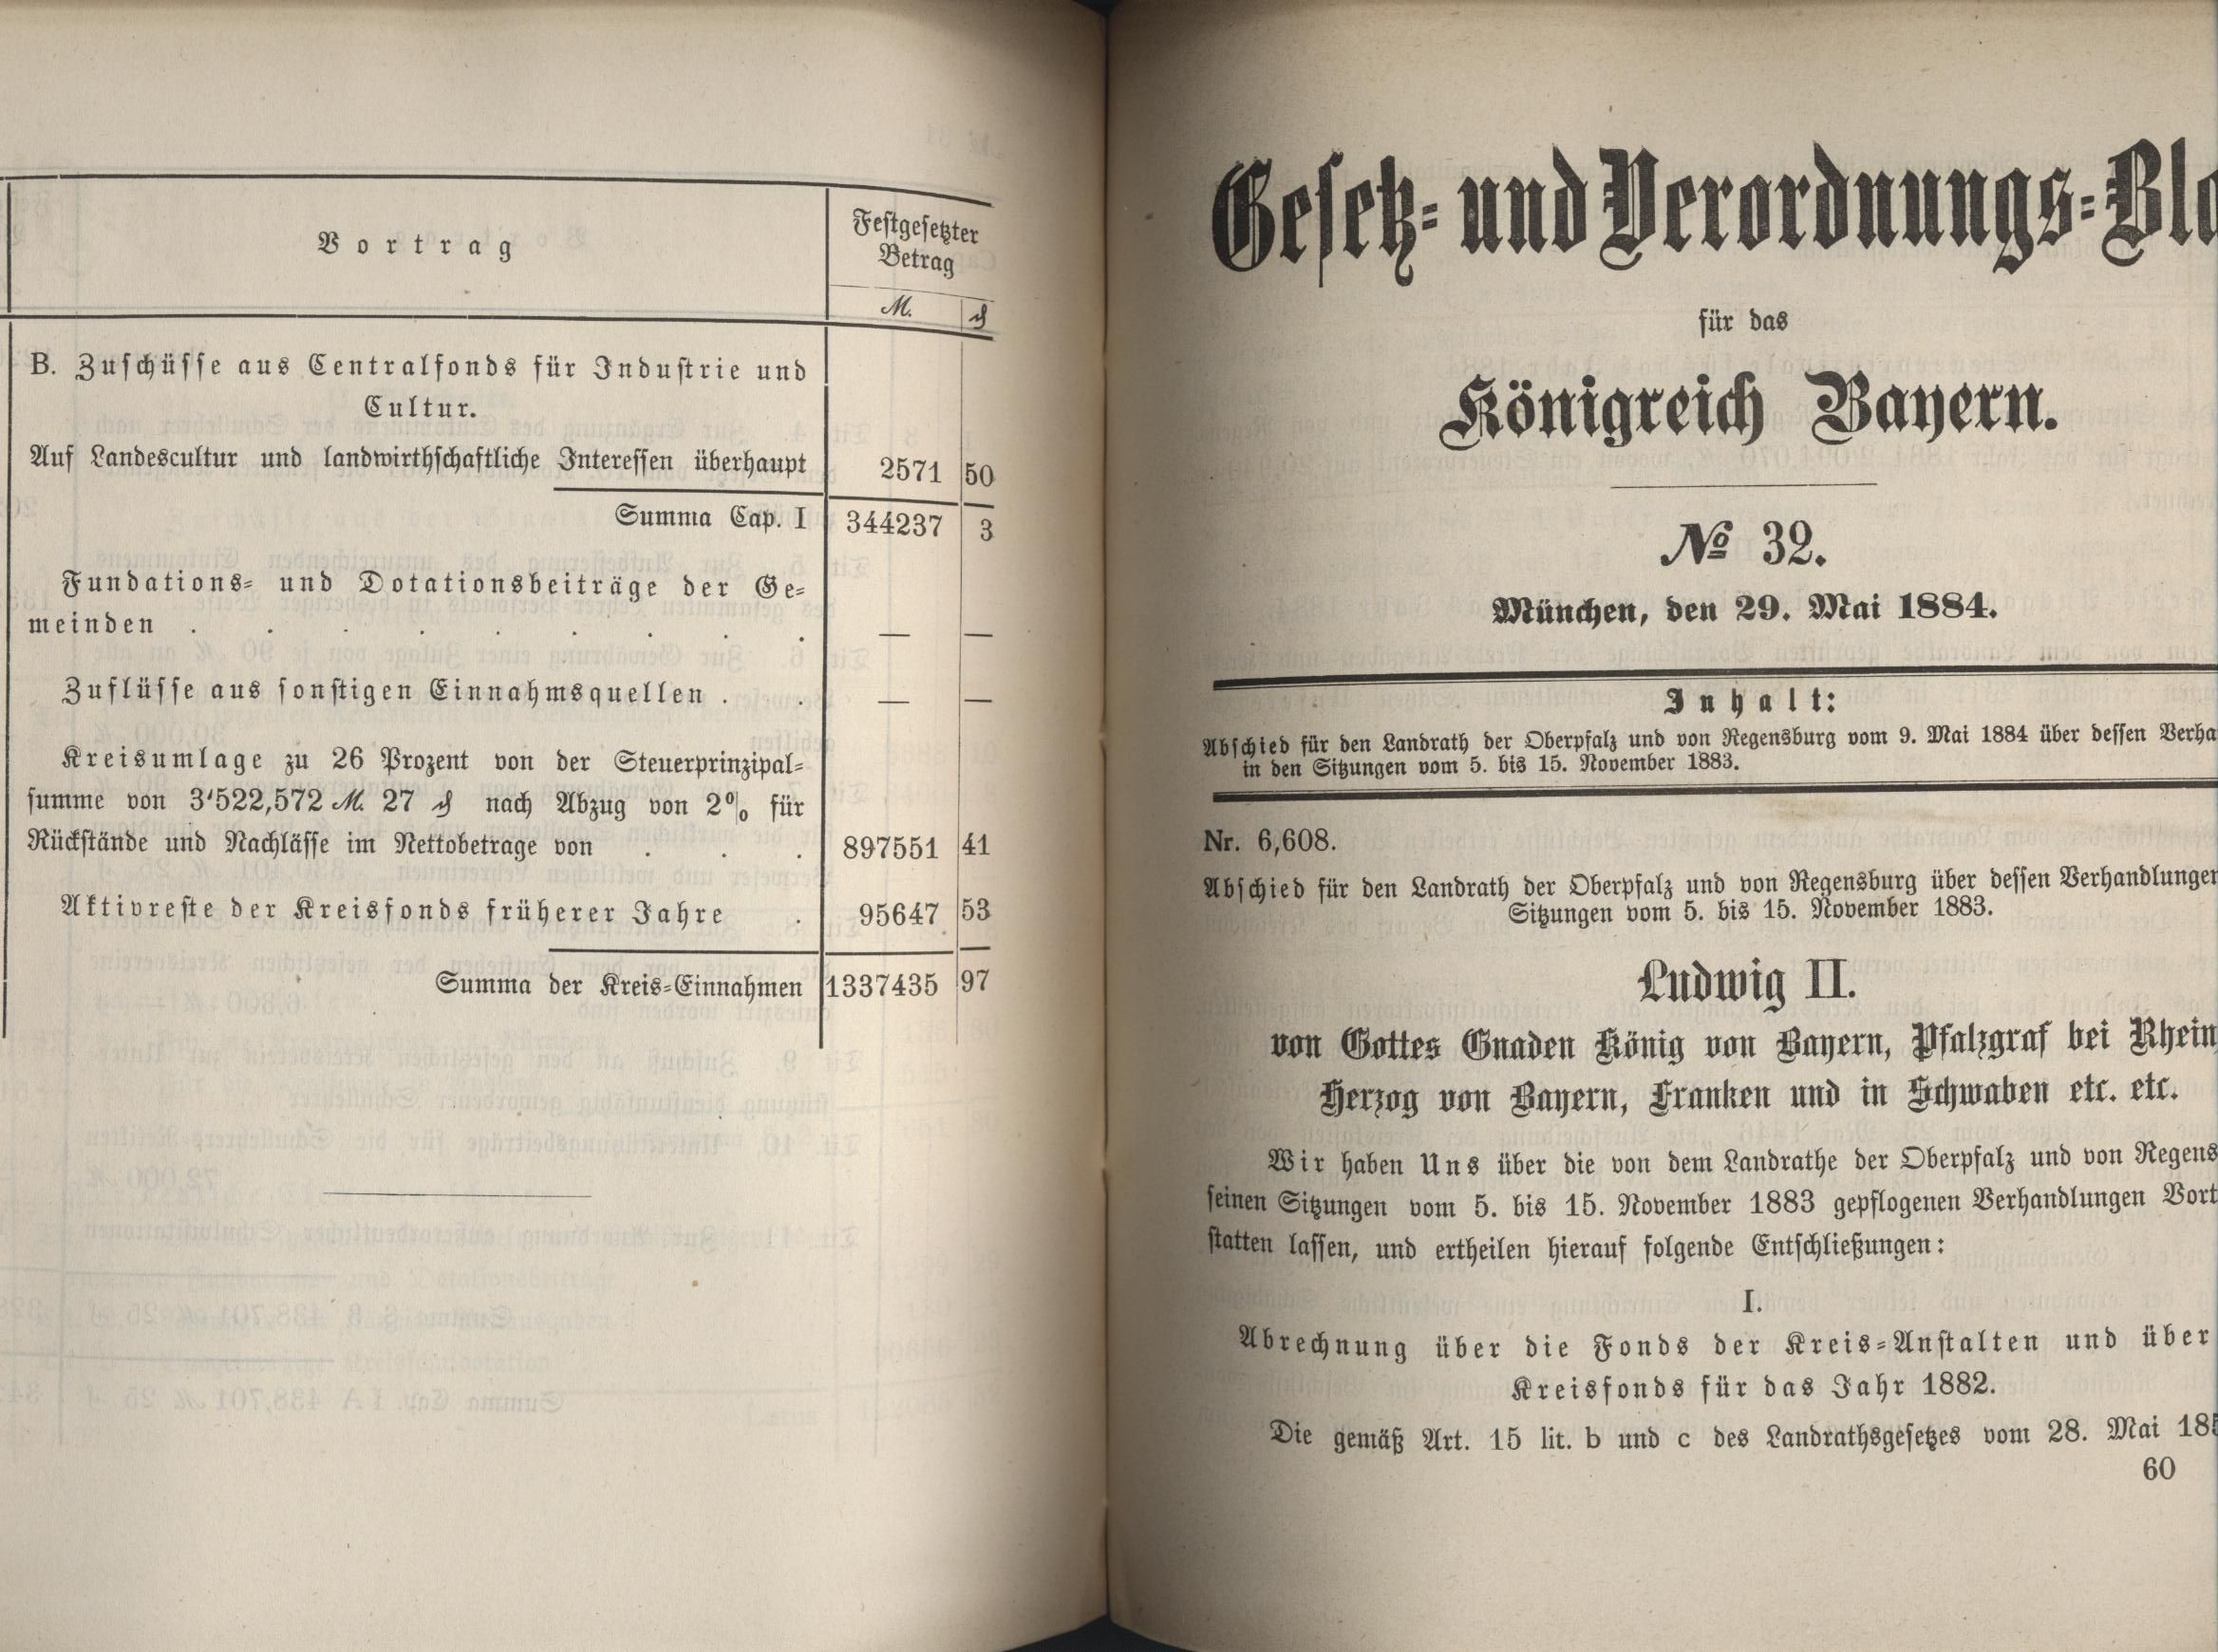 Vortrag
Festgesetzter
Betrag
M. ₰
B. Zuschüsse aus Centralfonds für Industrie und
Cultur.
Auf Landescultur und landwirthschaftliche Interessen überhaupt 2571 50
Summa Cap. I 344237 3
Fundations- und Dotationsbeiträge der Ge-
meinden . . . . . . . . . — —
Zuflüsse aus sonstigen Einnahmsquellen . . — —
Kreisumlage zu 26 Prozent von der Steuerprinzipal-
summe von 3'522,572 M. 27 ₰ nach Abzug von 2% für
Rückstände und Nachlässe im Nettobetrage von . . . 897551 41
Aktivreste der Kreisfonds früherer Jahre . 95647 53
Summa der Kreis-Einnahmen 1337435 97
Gesetz- und Verordnungs-Bla
für das
Königreich Bayern.
№ 32.
München, den 29. Mai 1884.
Inhalt:
Abschied für den Landrath der Oberpfalz und von Regensburg vom 9. Mai 1884 über dessen Verha
in den Sitzungen vom 5. bis 15. November 1883.
Nr. 6,608.
Abschied für den Landrath der Oberpfalz und von Regensburg über dessen Verhandlungen
Sitzungen vom 5. bis 15. November 1883.
Ludwig II.
von Gottes Gnaden König von Bayern, Pfalzgraf bei Rhein,
Herzog von Bayern, Franken und in Schwaben etc. etc.
Wir haben Uns über die von dem Landrathe der Oberpfalz und von Regens
seinen Sitzungen vom 5. bis 15. November 1883 gepflogenen Verhandlungen Vort
statten lassen, und ertheilen hierauf folgende Entschließungen:
I.
Abrechnung über die Fonds der Kreis-Anstalten und über
Kreisfonds für das Jahr 1882.
Die gemäß Art. 15 lit. b und c des Landrathsgesetzes vom 28. Mai 185
60